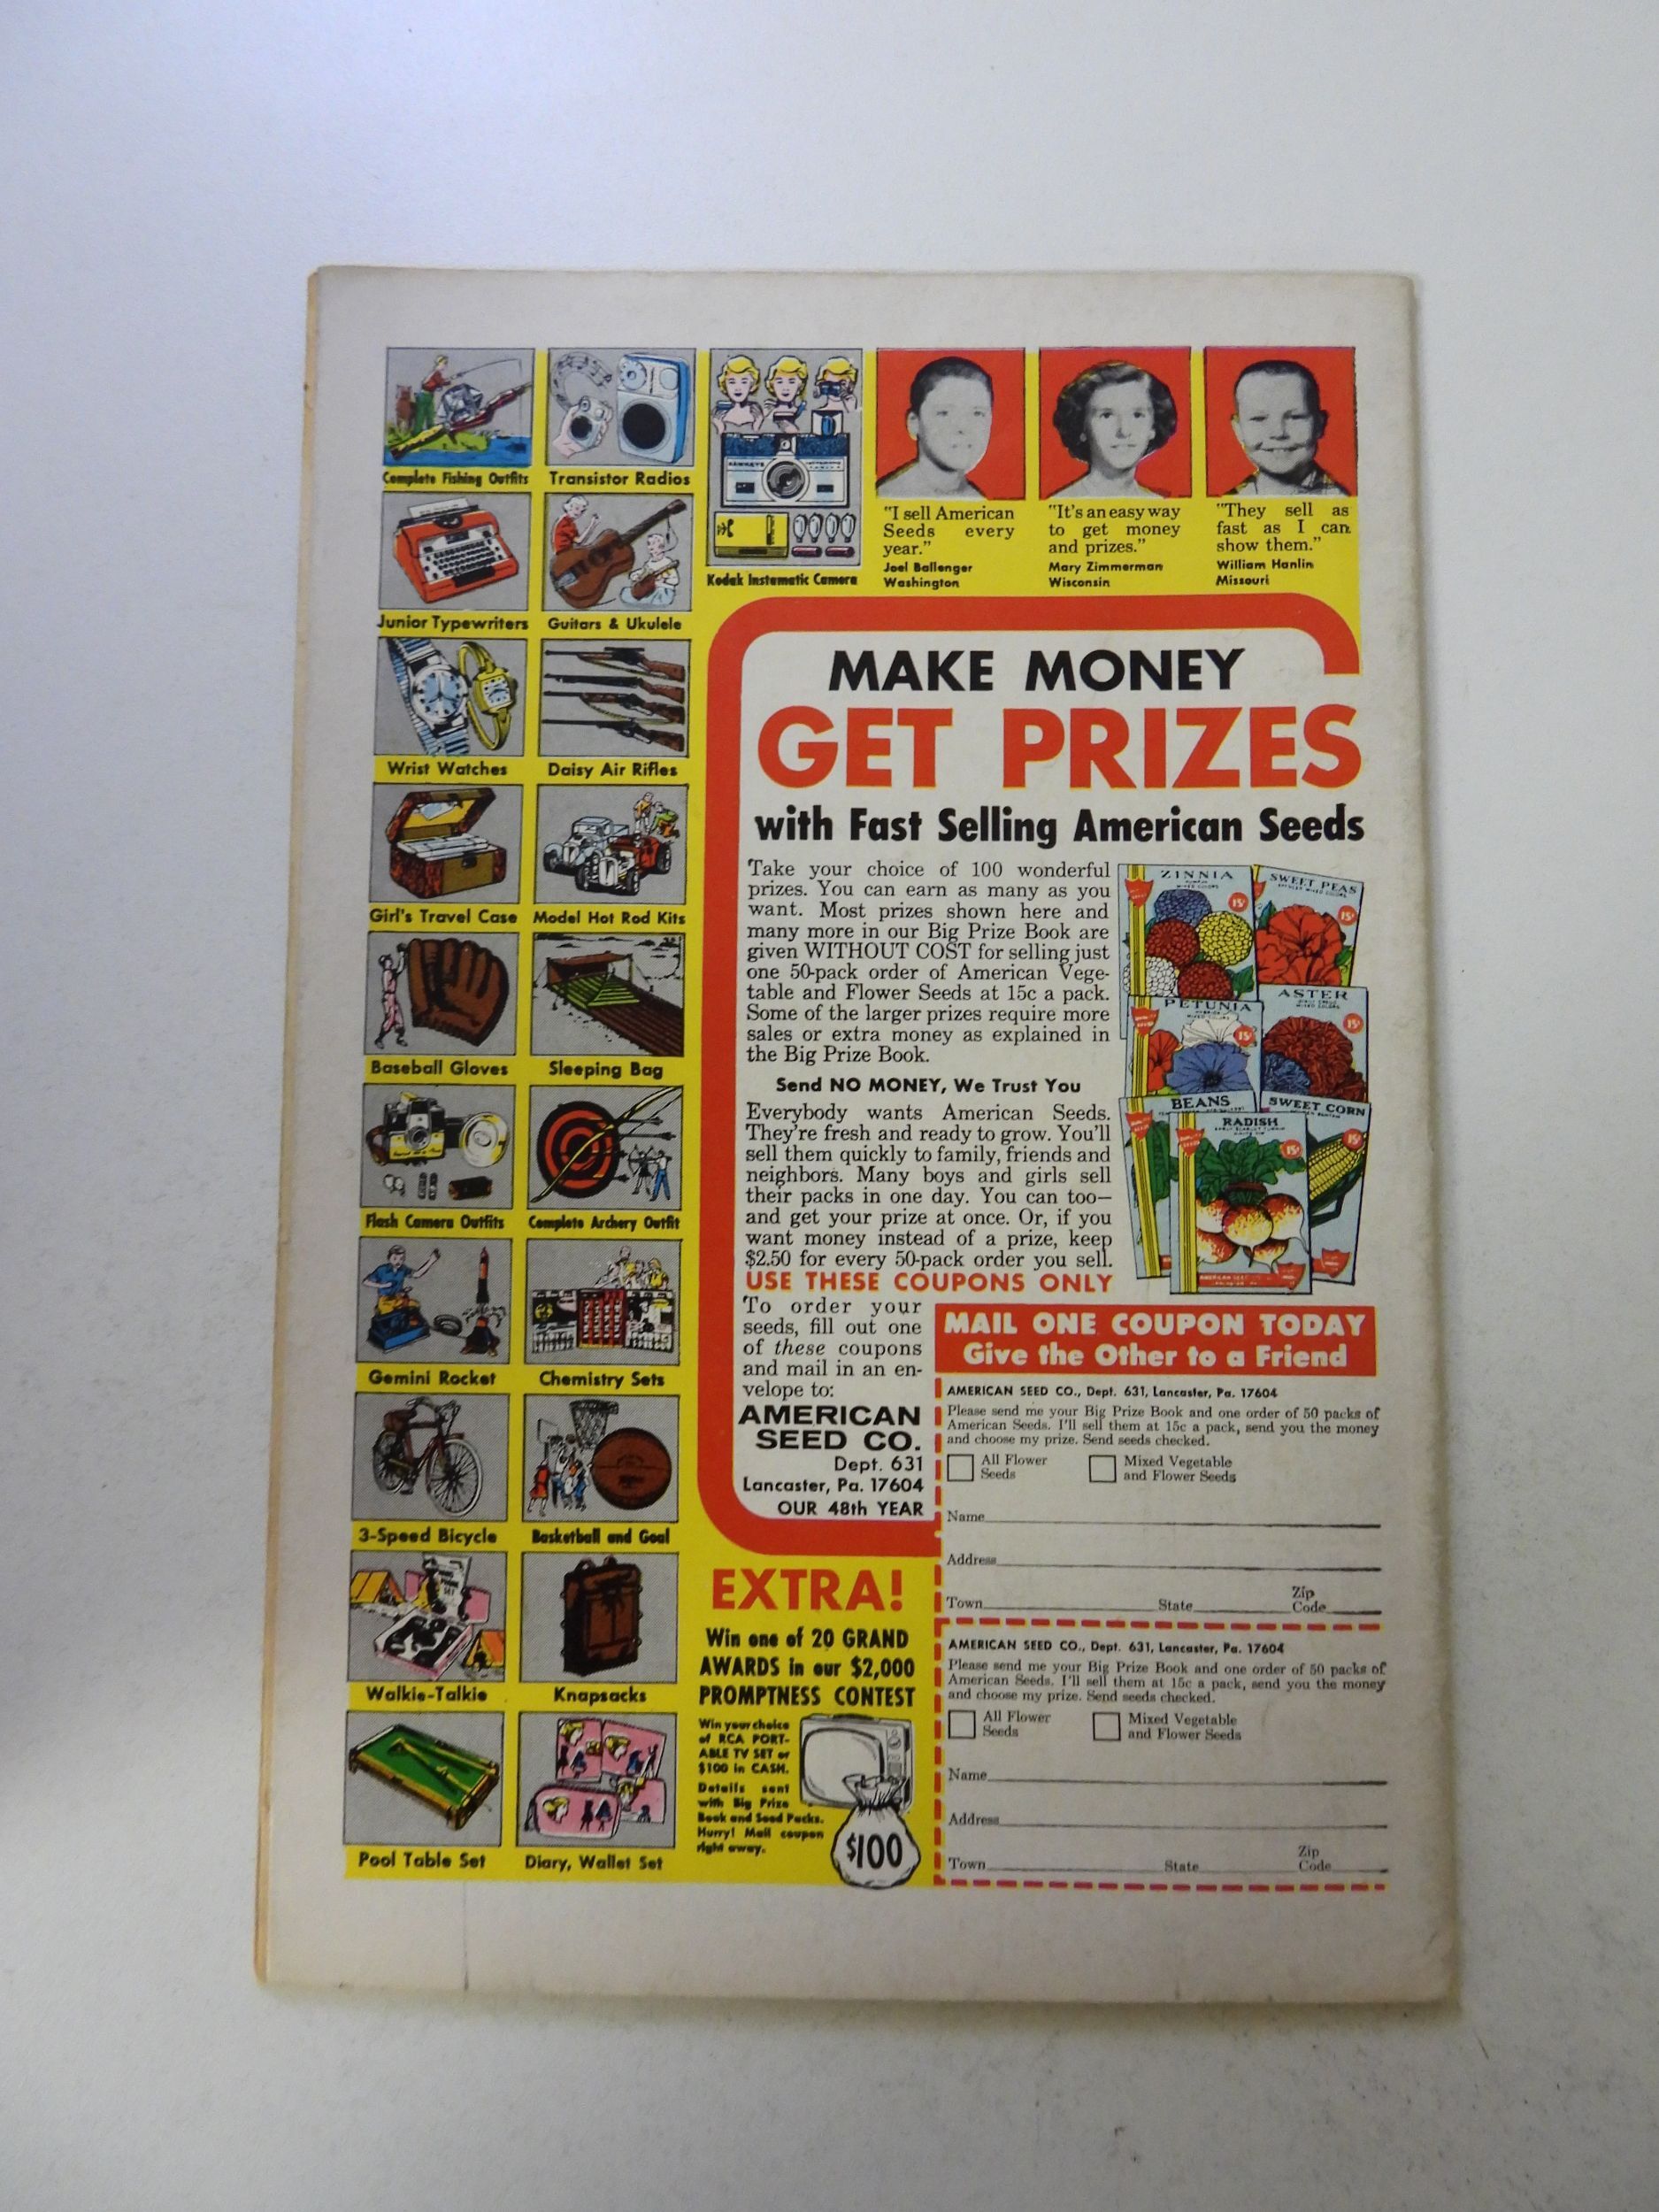 Complete Fishing Outfits
Transistor Radios
Junior Typewriters
Guitars & Ukulele
Wrist Watches
Daisy Air Rifles
Girl's Travel Case
Model Hot Rod Kits
Baseball Gloves
Sleeping Bag
Flash Camera Outfits
Complete Archery Outfit
Gemini Rocket
Chemistry Sets
3-Speed Bicycle
Basketball and Goal
Walkie-Talkie
Knapsacks
Pool Table Set
Diary, Wallet Set
Kodak Instamatic Camera
"I sell American
Seeds every
year."
Joel Ballenger
Washington
"It's an easy way
to get money
and prizes."
Mary Zimmerman
Wisconsin
"They sell as
fast as I can
show them."
William Hanlin
Missouri
MAKE MONEY
GET PRIZES
with Fast Selling American Seeds
Take your choice of 100 wonderful
prizes. You can earn as many as you
want. Most prizes shown here and
many more in our Big Prize Book are
given WITHOUT COST for selling just
one 50-pack order of American Vege-
table and Flower Seeds at 15c a pack.
Some of the larger prizes require more
sales or extra money as explained in
the Big Prize Book.
Send NO MONEY, We Trust You
Everybody wants American Seeds.
They're fresh and ready to grow. You'll
sell them quickly to family, friends and
neighbors. Many boys and girls sell
their packs in one day. You can too—
and get your prize at once. Or, if you
want money instead of a prize, keep
$2.50 for every 50-pack order you sell.
USE THESE COUPONS ONLY
ZINNIA
15¢
SWEET PEAS
15¢
PETUNIA
15¢
ASTER
15¢
BEANS
SWEET CORN
15¢
RADISH
15¢
To order your
seeds, fill out one
of these coupons
and mail in an en-
velope to:
AMERICAN
SEED CO.
Dept. 631
Lancaster, Pa. 17604
OUR 48th YEAR
MAIL ONE COUPON TODAY
Give the Other to a Friend
AMERICAN SEED CO., Dept. 631, Lancaster, Pa. 17604
Please send me your Big Prize Book and one order of 50 packs of
American Seeds. I'll sell them at 15c a pack, send you the money
and choose my prize. Send seeds checked.
All Flower
Seeds
Mixed Vegetable
and Flower Seeds
Name
Address
Town State Zip
Code
AMERICAN SEED CO., Dept. 631, Lancaster, Pa. 17604
Please send me your Big Prize Book and one order of 50 packs of
American Seeds. I'll sell them at 15c a pack, send you the money
and choose my prize. Send seeds checked.
All Flower
Seeds
Mixed Vegetable
and Flower Seeds
Name
Address
Town State Zip
Code
EXTRA!
Win one of 20 GRAND
AWARDS in our $2,000
PROMPTNESS CONTEST
Win your choice
of RCA PORT-
ABLE TV SET or
$100 in CASH.
Details sent
with Big Prize
Book and Seed Packs.
Hurry! Mail coupon
right away.
$100